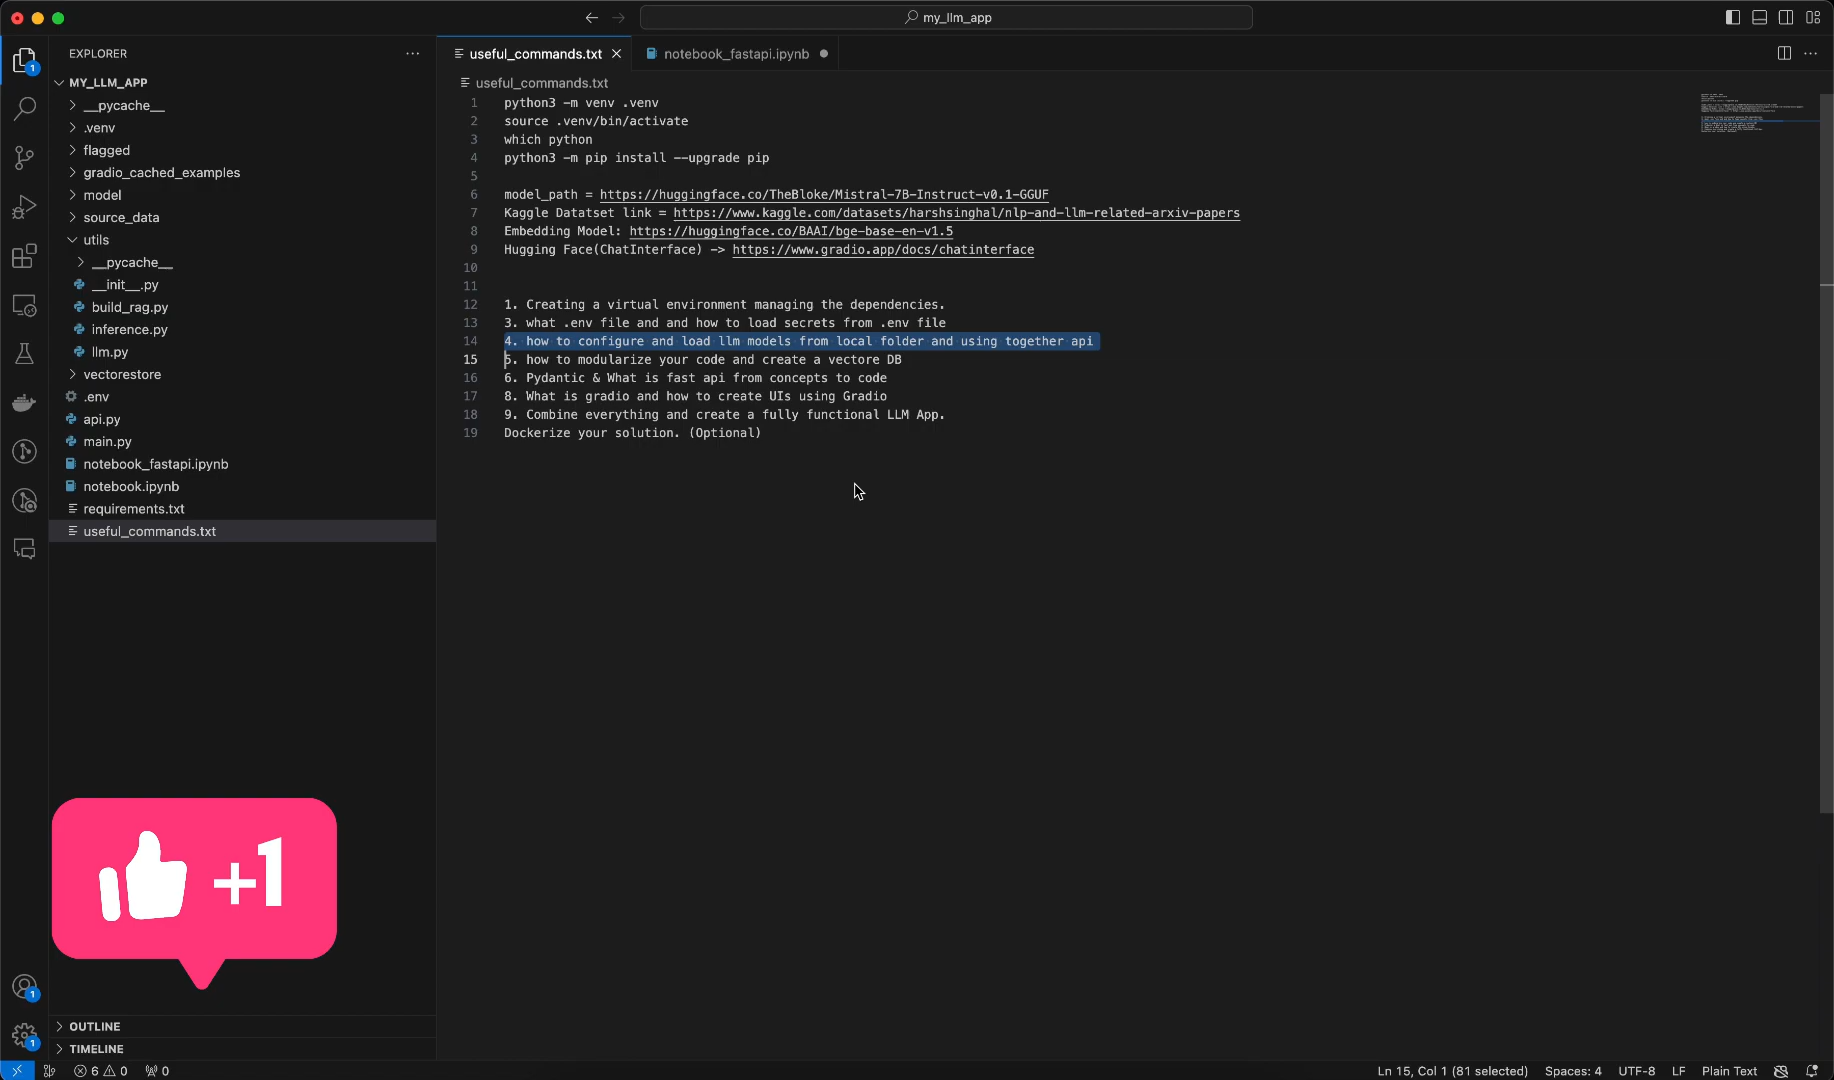 my_llm_app
EXPLORER
useful_commands.txt
notebook_fastapi.ipynb
MY_LLM_APP
__pycache__
.venv
flagged
gradio_cached_examples
model
source_data
utils
__pycache__
__init__.py
build_rag.py
inference.py
llm.py
vectorestore
.env
api.py
main.py
notebook_fastapi.ipynb
notebook.ipynb
requirements.txt
useful_commands.txt
useful_commands.txt
1 python3 -m venv .venv
2 source .venv/bin/activate
3 which python
4 python3 -m pip install --upgrade pip
5
6 model_path = https://huggingface.co/TheBloke/Mistral-7B-Instruct-v0.1-GGUF
7 Kaggle Datatset link = https://www.kaggle.com/datasets/harshsinghal/nlp-and-llm-related-arxiv-papers
8 Embedding Model: https://huggingface.co/BAAI/bge-base-en-v1.5
9 Hugging Face(ChatInterface) -> https://www.gradio.app/docs/chatinterface
10
11
12 1. Creating a virtual environment managing the dependencies.
13 3. what .env file and and how to load secrets from .env file
14 4. how to configure and load llm models from local folder and using together api
15 5. how to modularize your code and create a vectore DB
16 6. Pydantic & What is fast api from concepts to code
17 8. What is gradio and how to create UIs using Gradio
18 9. Combine everything and create a fully functional LLM App.
19 Dockerize your solution. (Optional)
+1
1
1
1
OUTLINE
TIMELINE
6 0 0
Ln 15, Col 1 (81 selected) Spaces: 4 UTF-8 LF Plain Text